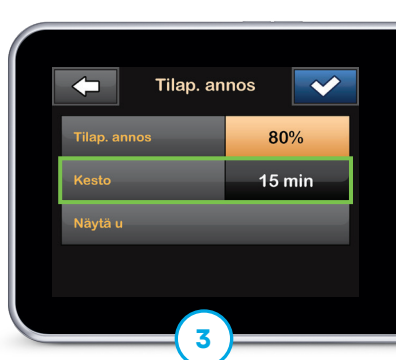 Tilap. annos
Tilap. annos 80%
Kesto 15 min
Näytä u
3